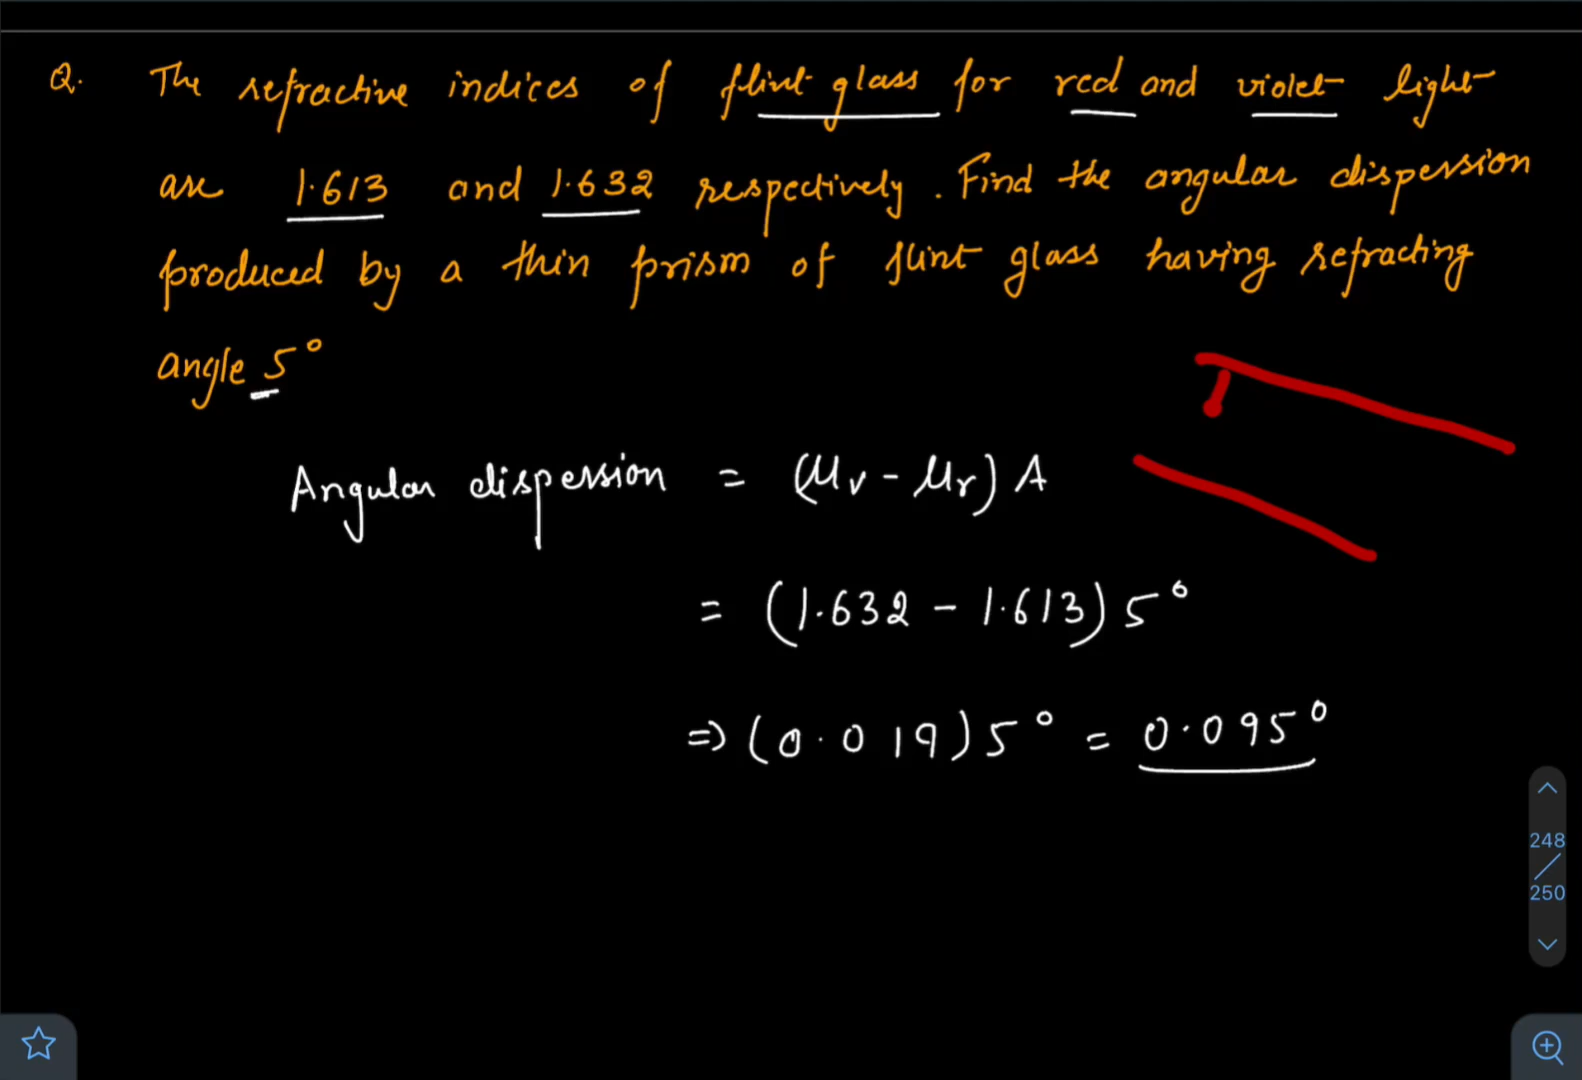 Q. The refractive indices of flint glass for red and violet light
are 1.613 and 1.632 respectively. Find the angular dispersion
produced by a thin prism of flint glass having refracting
angle 5°
Angular dispersion = (μv - μr) A
= (1.632 - 1.613) 5°
⇒ (0.019) 5° = 0.095°
248
/
250